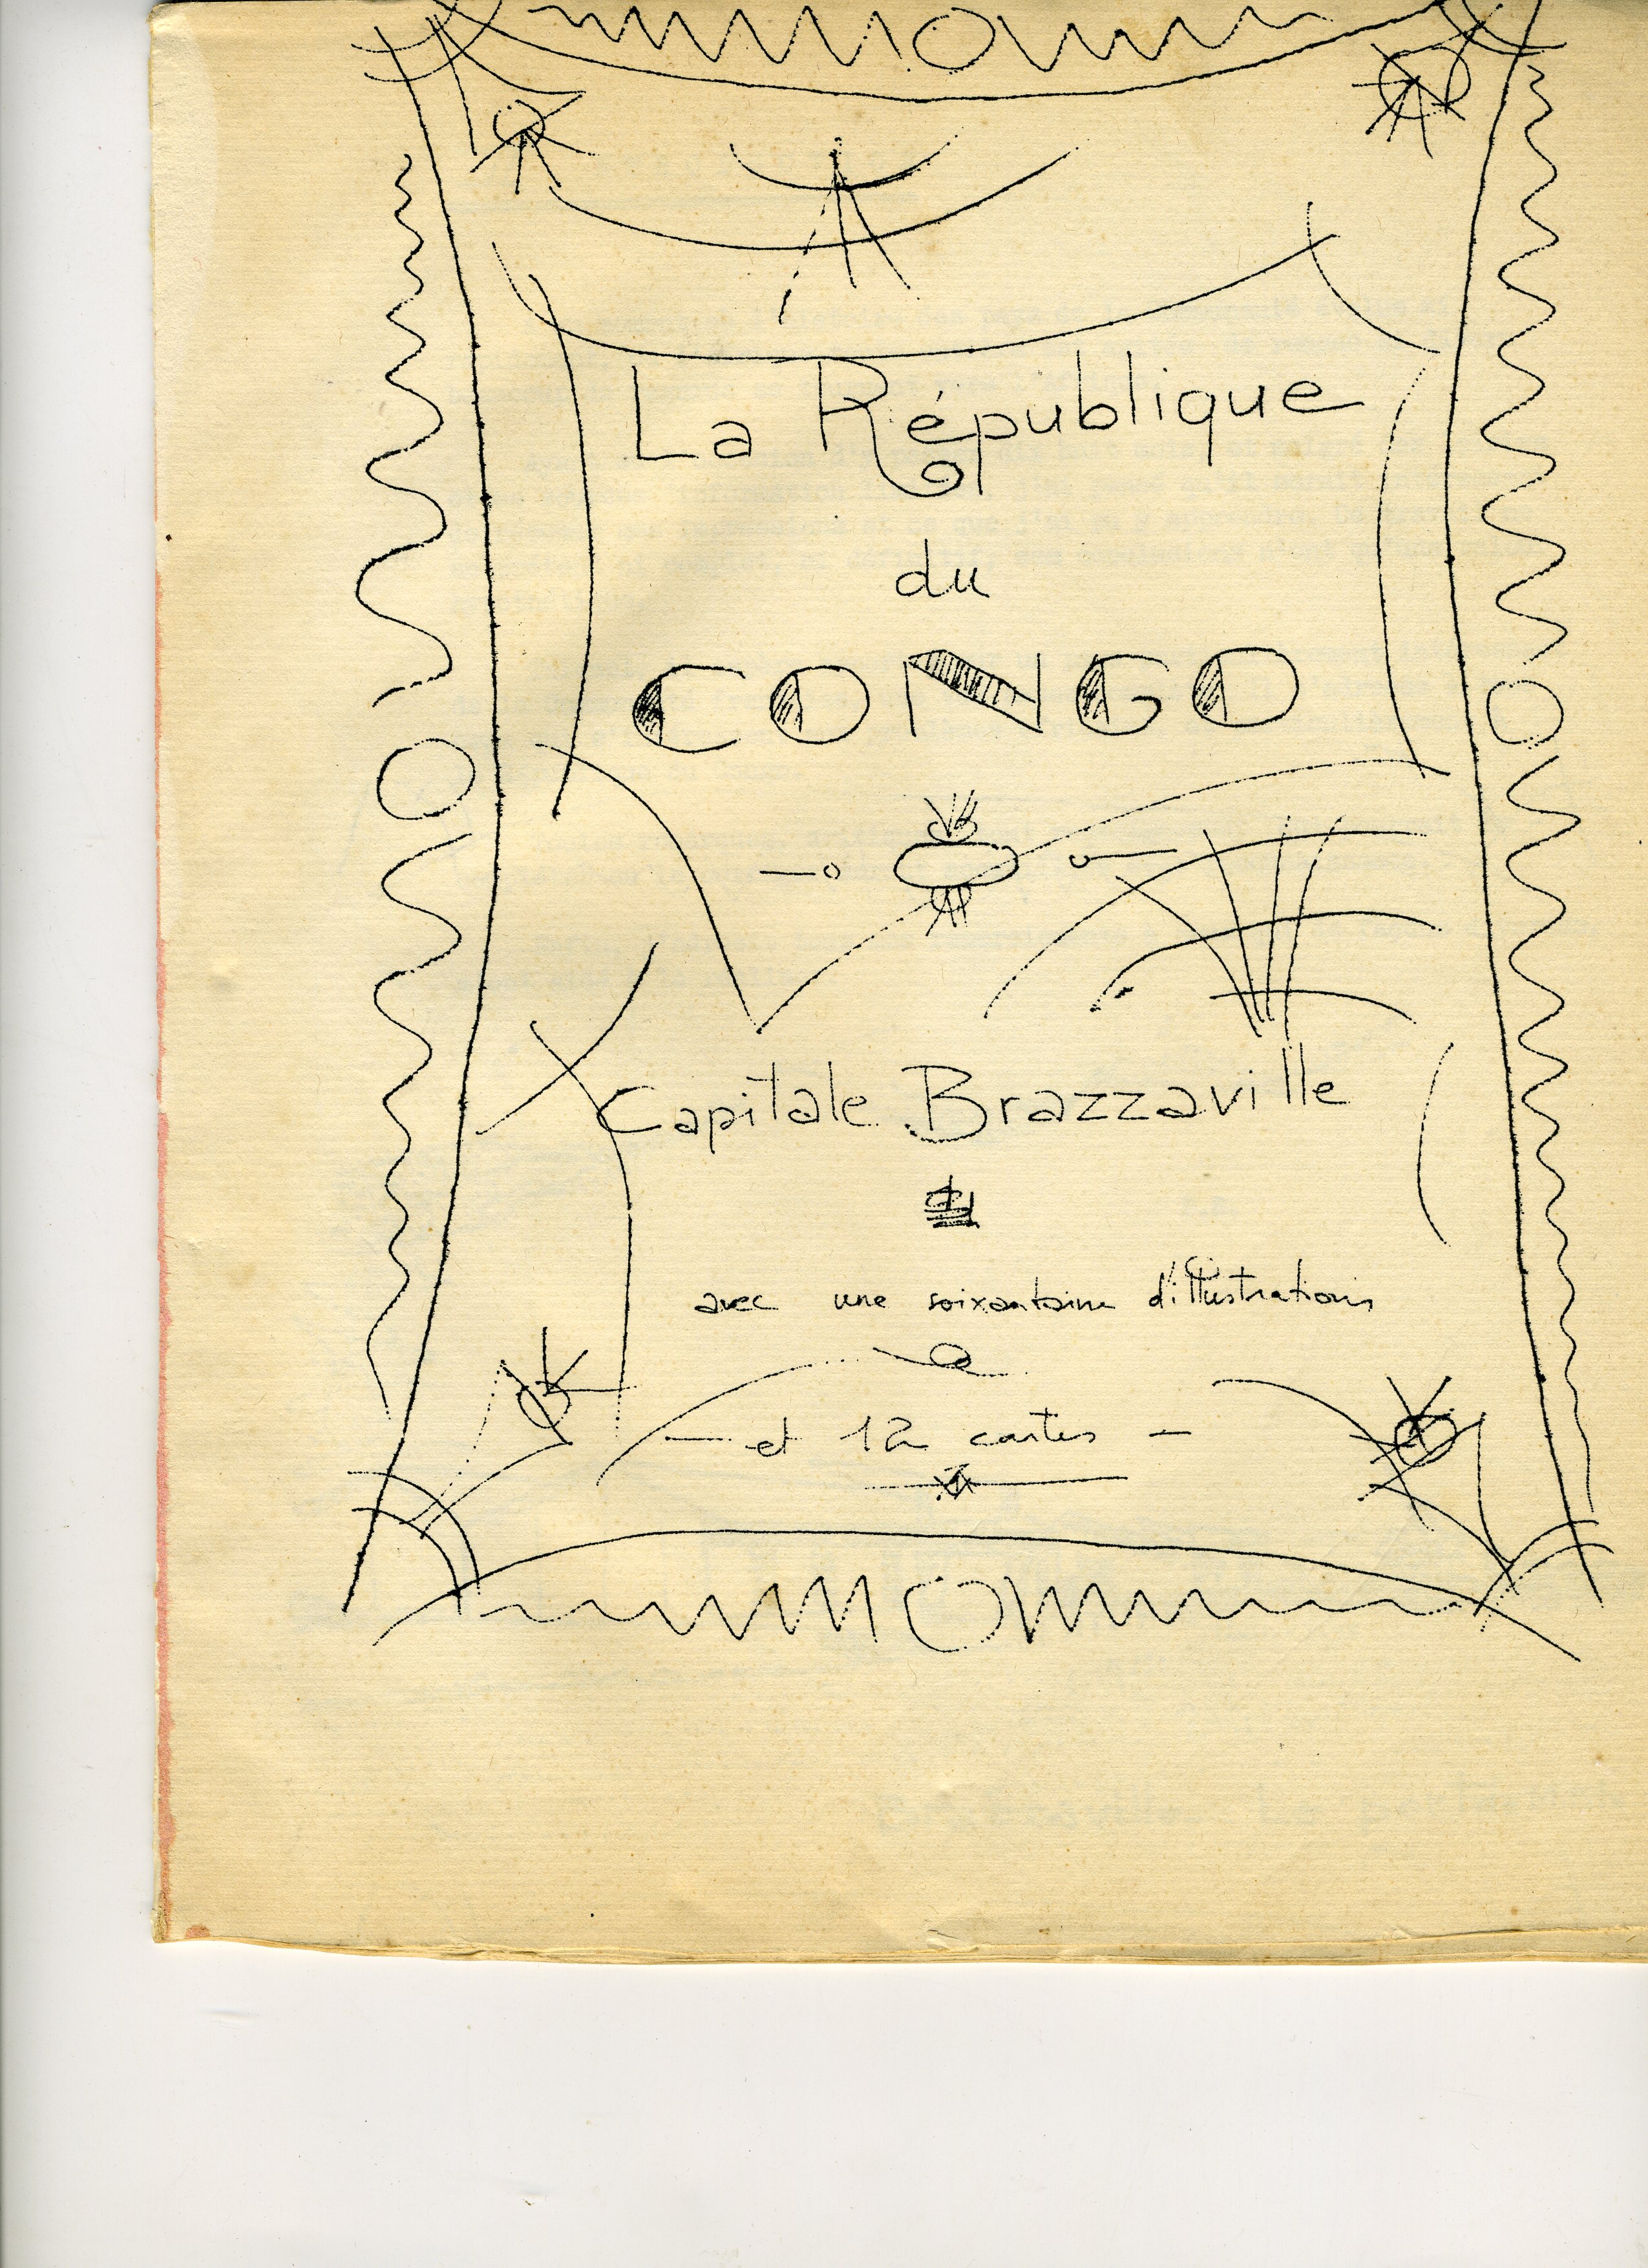 La République
du
CONGO
Capitale Brazzaville
avec une soixantaine d'illustrations
— et 12 cartes —